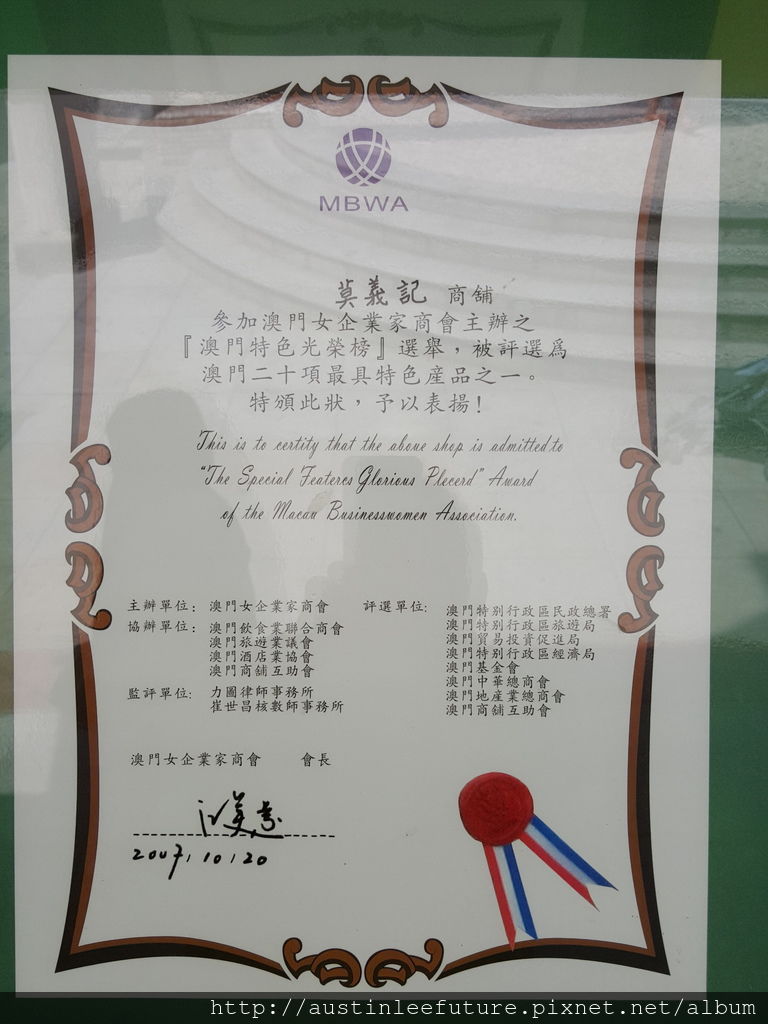 MBWA
莫義記 商舖
參加澳門女企業家商會主辦之
『澳門特色光榮榜』選舉，被評選爲
澳門二十項最具特色産品之一。
特頒此狀，予以表揚！
This is to certity that the aboue shop is admitted to
“The Special Featercs Glorious Plecerd” Award
of the Macau Businesswomen Association.
主辦單位： 澳門女企業家商會
協辦單位： 澳門飲食業聯合商會
澳門旅遊業議會
澳門酒店業協會
澳門商舖互助會
監評單位： 力圖律師事務所
崔世昌核數師事務所
評選單位: 澳門特別行政區民政總署
澳門特別行政區旅遊局
澳門貿易投資促進局
澳門特別行政區經濟局
澳門基金會
澳門中華總商會
澳門地産業總商會
澳門商舖互助會
澳門女企業家商會 會長
2007,10,20
http://austinleefuture.pixnet.net/album